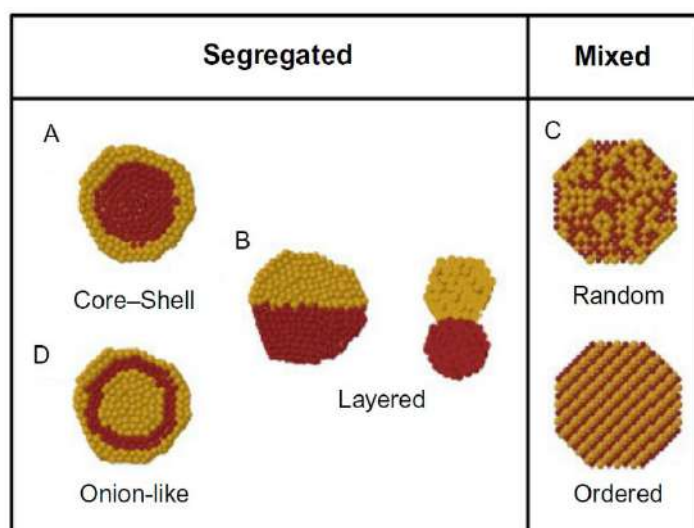 Segregated
Mixed
A
Core–Shell
B
Layered
C
Random
D
Onion-like
Ordered